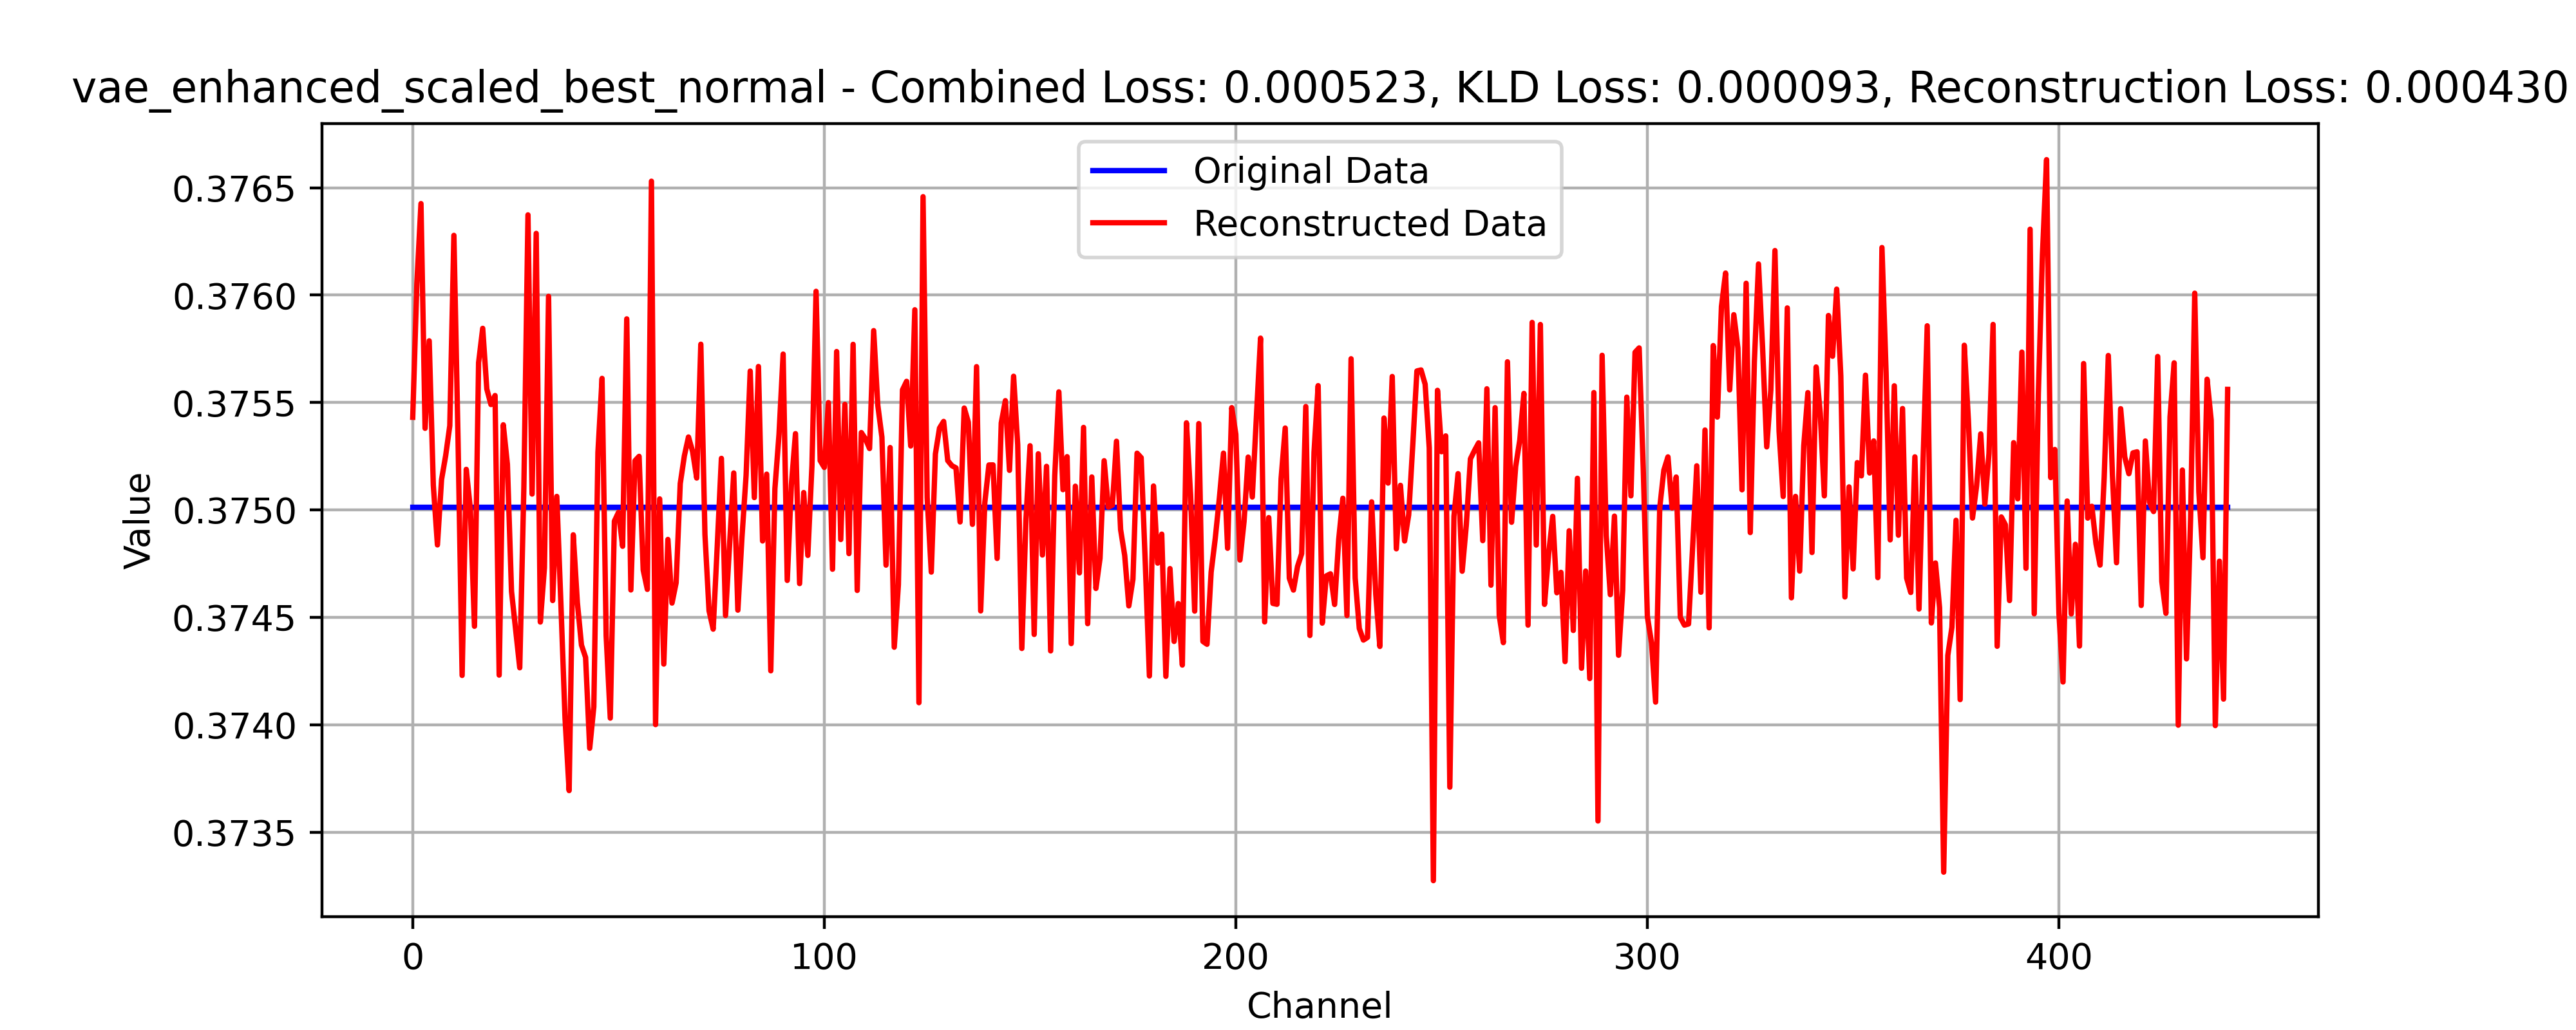 vae_enhanced_scaled_best_normal - Combined Loss: 0.000523, KLD Loss: 0.000093, Reconstruction Loss: 0.000430
Original Data
Reconstructed Data
0.3765
0.3760
0.3755
0.3750
0.3745
0.3740
0.3735
Value
0 100 200 300 400
Channel